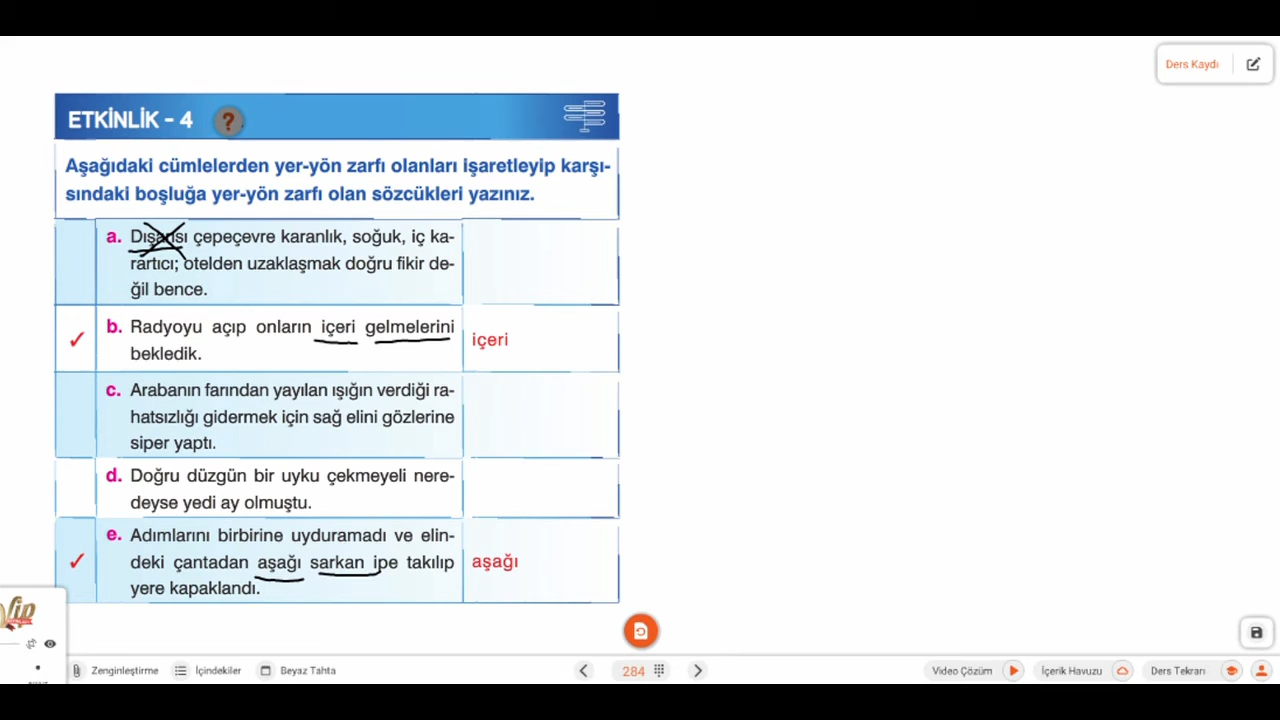 Ders Kaydı
ETKİNLİK - 4 ?
Aşağıdaki cümlelerden yer-yön zarfı olanları işaretleyip karşı-
sındaki boşluğa yer-yön zarfı olan sözcükleri yazınız.
a. Dışarısı çepeçevre karanlık, soğuk, iç ka-
rartıcı; otelden uzaklaşmak doğru fikir de-
ğil bence.
b. Radyoyu açıp onların içeri gelmelerini
bekledik.
✓ içeri
c. Arabanın farından yayılan ışığın verdiği ra-
hatsızlığı gidermek için sağ elini gözlerine
siper yaptı.
d. Doğru düzgün bir uyku çekmeyeli nere-
deyse yedi ay olmuştu.
e. Adımlarını birbirine uyduramadı ve elin-
deki çantadan aşağı sarkan ipe takılıp
yere kapaklandı.
✓ aşağı
Vip
Zenginleştirme
İçindekiler
Beyaz Tahta
284
Video Çözüm
İçerik Havuzu
Ders Tekrarı